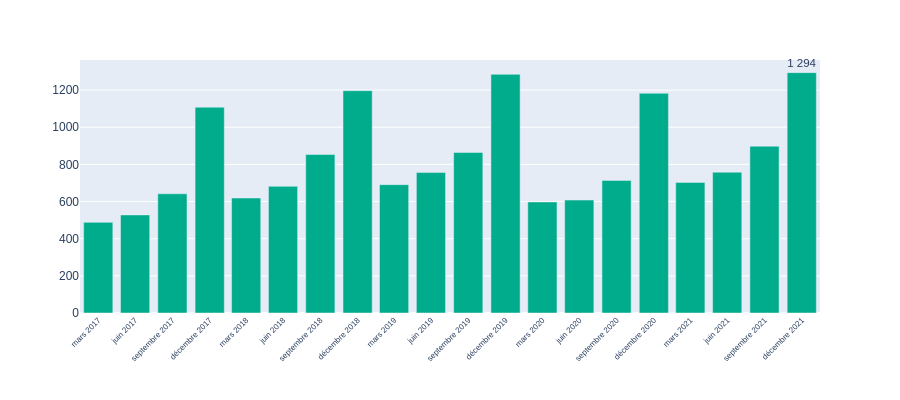 1 294
1200
1000
800
600
400
200
0
mars 2017
juin 2017
septembre 2017
décembre 2017
mars 2018
juin 2018
septembre 2018
décembre 2018
mars 2019
juin 2019
septembre 2019
décembre 2019
mars 2020
juin 2020
septembre 2020
décembre 2020
mars 2021
juin 2021
septembre 2021
décembre 2021